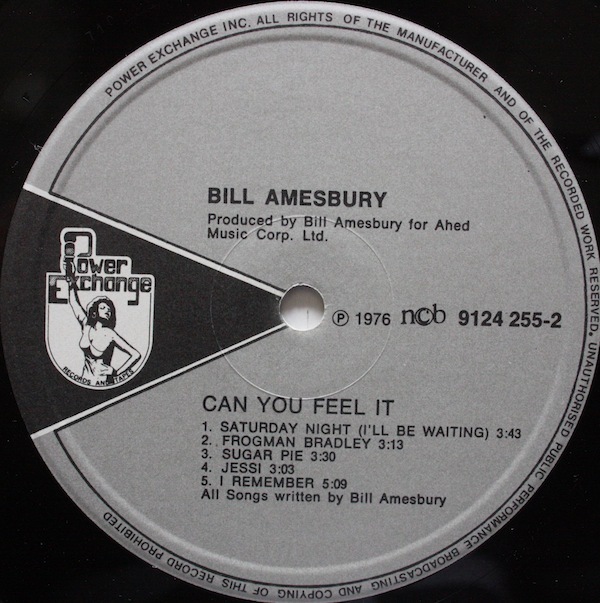 POWER EXCHANGE INC. ALL RIGHTS OF THE MANUFACTURER AND OF THE RECORDED WORK RESERVED. UNAUTHORISED PUBLIC PERFORMANCE BROADCASTING AND COPYING OF THIS RECORD PROHIBITED
BILL AMESBURY
Produced by Bill Amesbury for Ahed
Music Corp. Ltd.
Power
Exchange
RECORDS AND TAPES
℗ 1976 ncb 9124 255-2
CAN YOU FEEL IT
1. SATURDAY NIGHT (I'LL BE WAITING) 3:43
2. FROGMAN BRADLEY 3:13
3. SUGAR PIE 3:30
4. JESSI 3:03
5. I REMEMBER 5:09
All Songs written by Bill Amesbury